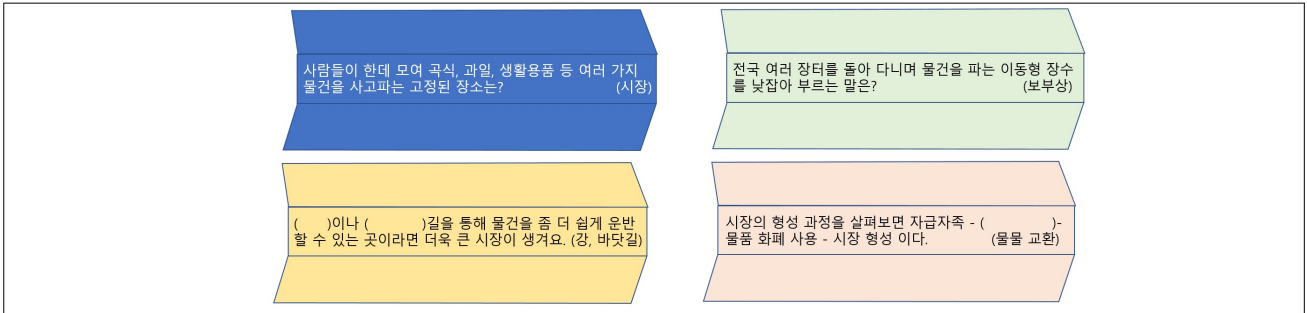 사람들이 한데 모여 곡식, 과일, 생활용품 등 여러 가지
물건을 사고파는 고정된 장소는? (시장)
전국 여러 장터를 돌아 다니며 물건을 파는 이동형 장수
를 낮잡아 부르는 말은? (보부상)
( )이나 ( )길을 통해 물건을 좀 더 쉽게 운반
할 수 있는 곳이라면 더욱 큰 시장이 생겨요. (강, 바닷길)
시장의 형성 과정을 살펴보면 자급자족 - ( )-
물품 화폐 사용 - 시장 형성 이다. (물물 교환)